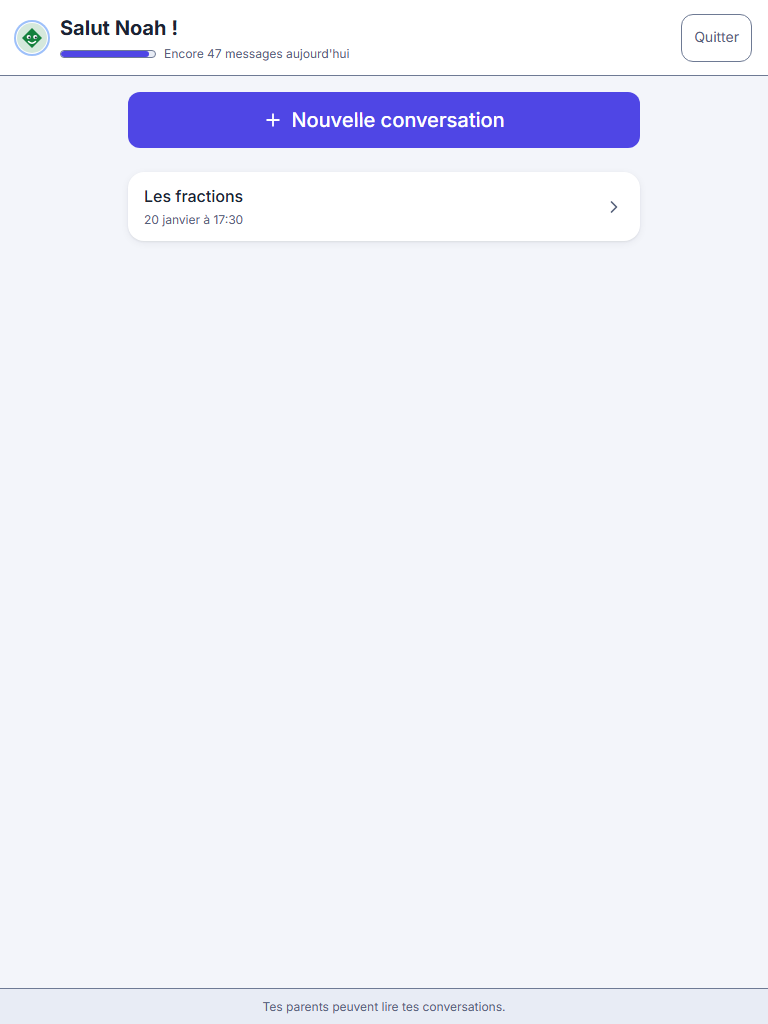 Salut Noah !
Encore 47 messages aujourd'hui
Quitter
+ Nouvelle conversation
Les fractions
20 janvier à 17:30
Tes parents peuvent lire tes conversations.